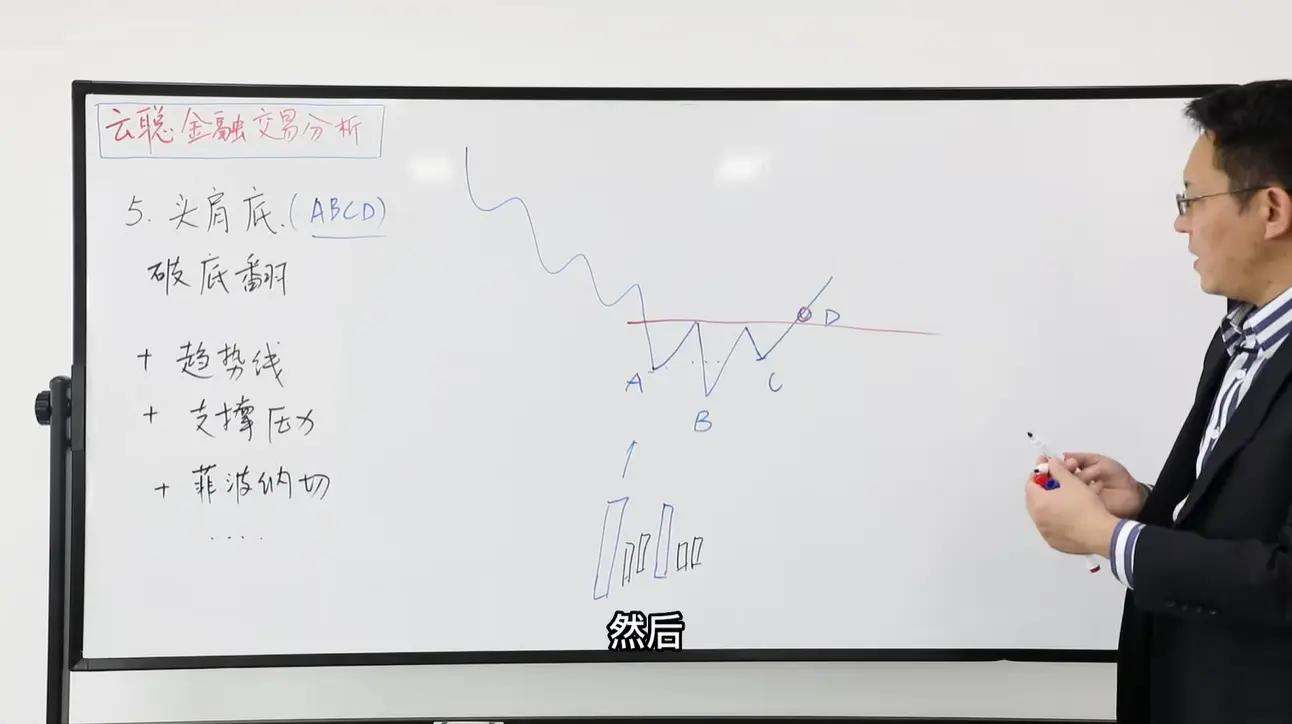 云聪金融交易分析
5. 头肩底.(ABCD)
破底翻
+ 趋势线
+ 支撑压力
+ 菲波纳切
....
D
A
C
B
然后